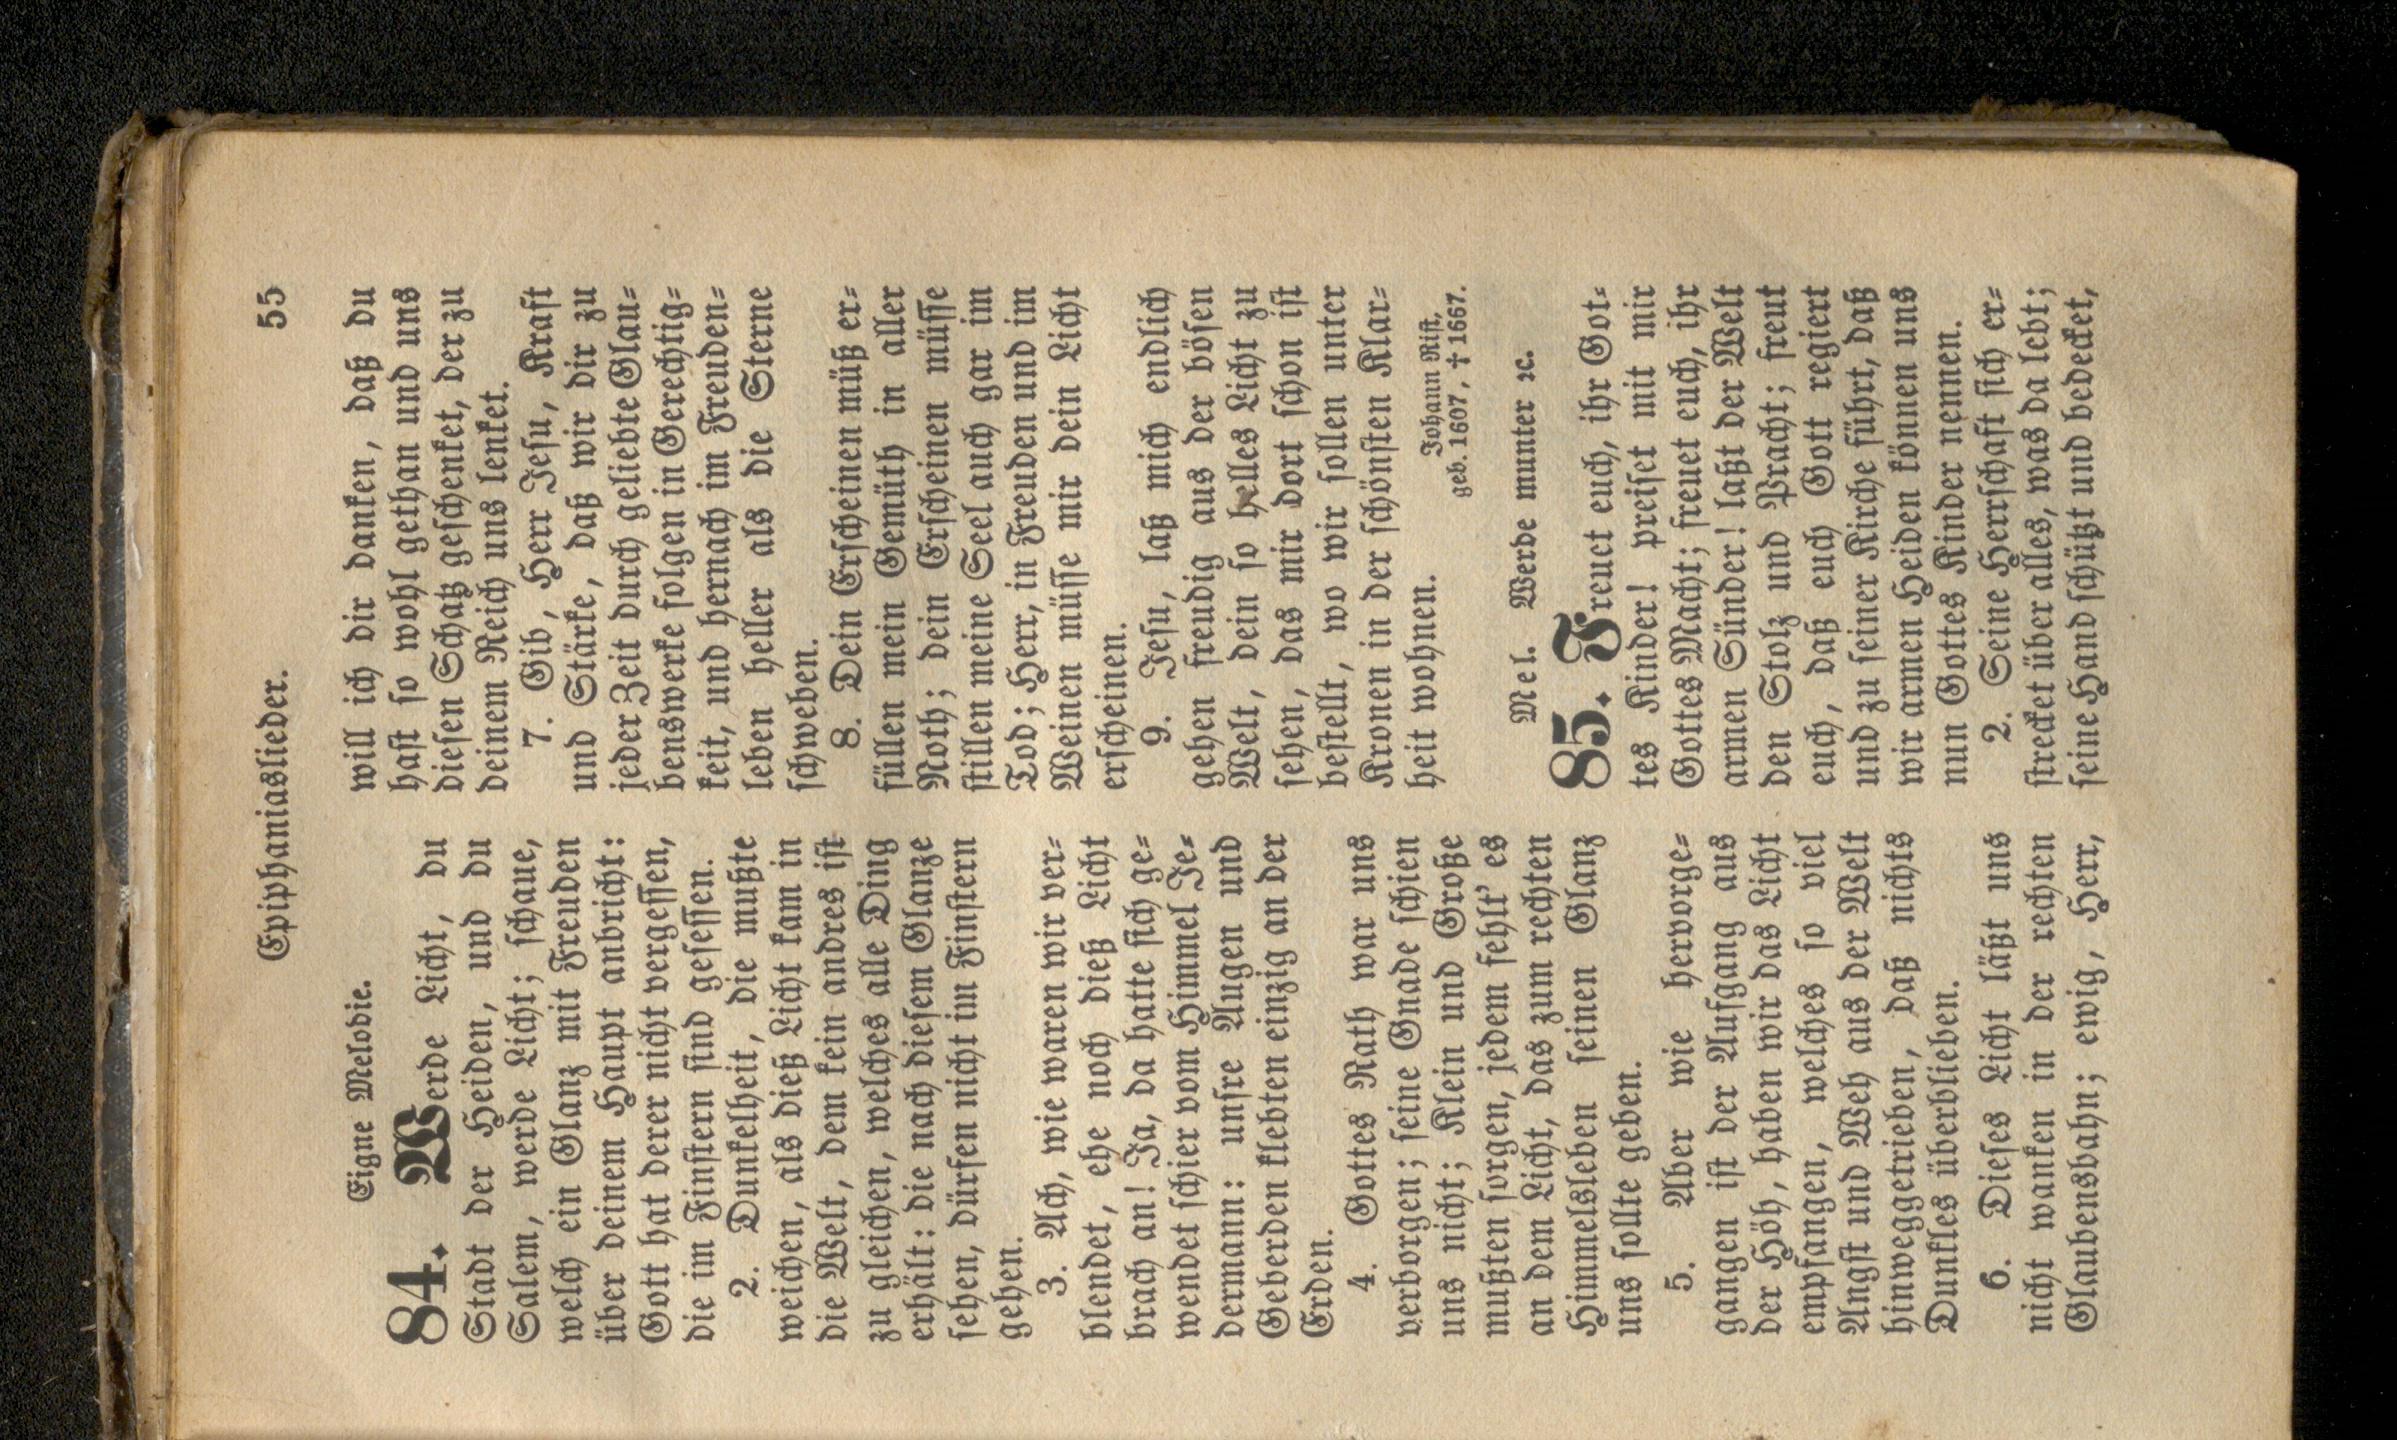 Epiphaniaslieder. 55
Eigne Melodie.
84. Werde Licht, du
Stadt der Heiden, und du
Salem, werde Licht; schaue,
welch ein Glanz mit Freuden
über deinem Haupt anbricht:
Gott hat derer nicht vergessen,
die im Finstern sind gesessen.
2. Dunkelheit, die mußte
weichen, als dieß Licht kam in
die Welt, dem kein andres ist
zu gleichen, welches alle Ding
erhält: die nach diesem Glanze
sehen, dürfen nicht im Finstern
gehen.
3. Ach, wie waren wir ver-
blendet, ehe noch dieß Licht
brach an! Ja, da hatte sich ge-
wendet schier vom Himmel Je-
dermann: unsre Augen und
Geberden klebten einzig an der
Erden.
4. Gottes Rath war uns
verborgen; seine Gnade schien
uns nicht; Klein und Große
mußten sorgen, jedem fehlt' es
an dem Licht, das zum rechten
Himmelsleben seinen Glanz
uns sollte geben.
5. Aber wie hervorge-
gangen ist der Aufgang aus
der Höh, haben wir das Licht
empfangen, welches so viel
Angst und Weh aus der Welt
hinweggetrieben, daß nichts
Dunkles überblieben.
6. Dieses Licht läßt uns
nicht wanken in der rechten
Glaubensbahn; ewig, Herr,
will ich dir danken, daß du
hast so wohl gethan und uns
diesen Schatz geschenket, der zu
deinem Reich uns lenket.
7. Gib, Herr Jesu, Kraft
und Stärke, daß wir dir zu
jeder Zeit durch geliebte Glau-
benswerke folgen in Gerechtig-
keit, und hernach im Freuden-
leben heller als die Sterne
schweben.
8. Dein Erscheinen müß er-
füllen mein Gemüth in aller
Noth; dein Erscheinen müsse
stillen meine Seel auch gar im
Tod; Herr, in Freuden und im
Weinen müsse mir dein Licht
erscheinen.
9. Jesu, laß mich endlich
gehen freudig aus der bösen
Welt, dein so helles Licht zu
sehen, das mir dort schon ist
bestellt, wo wir sollen unter
Kronen in der schönsten Klar-
heit wohnen.
Johann Rist,
geb. 1607, † 1667.
Mel. Werde munter ꝛc.
85. Freuet euch, ihr Got-
tes Kinder! preiset mit mir
Gottes Macht; freuet euch, ihr
armen Sünder! laßt der Welt
den Stolz und Pracht; freut
euch, daß euch Gott regiert
und zu seiner Kirche führt, daß
wir armen Heiden können uns
nun Gottes Kinder nennen.
2. Seine Herrschaft sich er-
strecket über alles, was da lebt;
seine Hand schützt und bedecket,